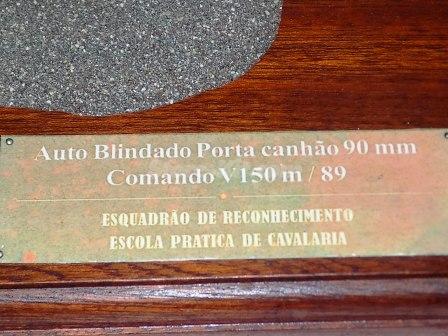 Auto Blindado Porta canhão 90 mm
Comando V150 m / 89
ESQUADRÃO DE RECONHECIMENTO
ESCOLA PRATICA DE CAVALARIA